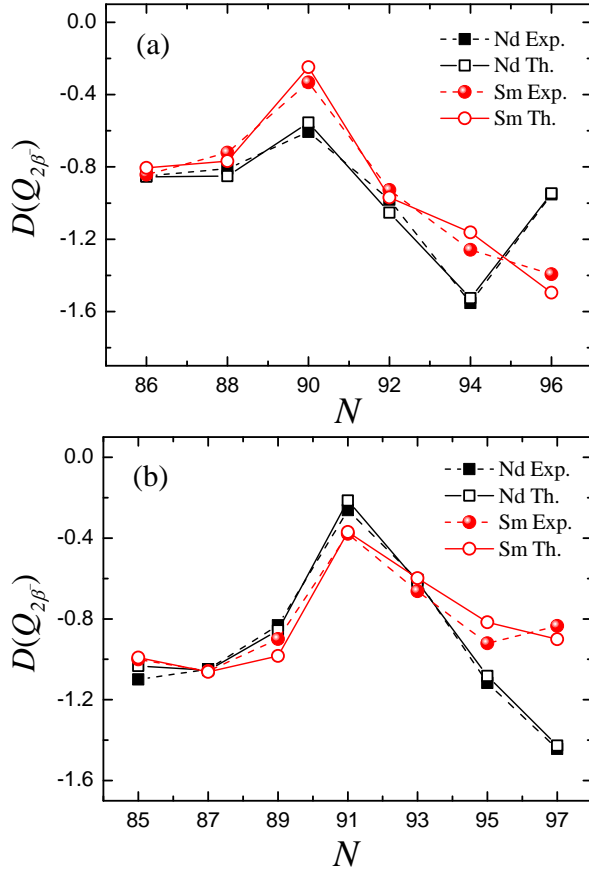 (a)
Nd Exp.
Nd Th.
Sm Exp.
Sm Th.
0.0
-0.4
-0.8
-1.2
-1.6
D(Q2β-)
86 88 90 92 94 96
N
(b)
Nd Exp.
Nd Th.
Sm Exp.
Sm Th.
0.0
-0.4
-0.8
-1.2
-1.6
D(Q2β-)
85 87 89 91 93 95 97
N